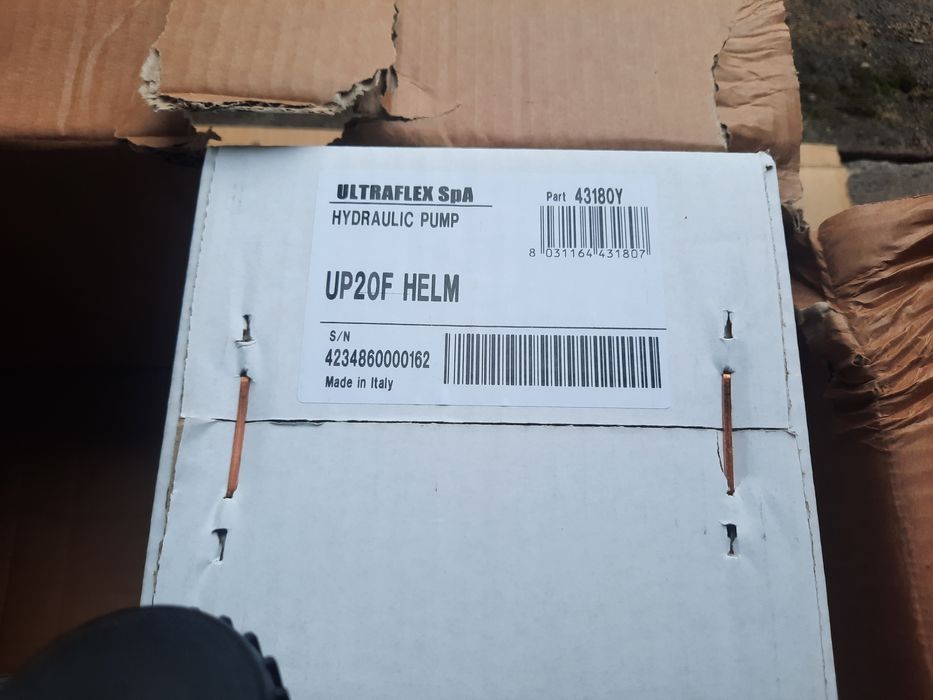 ULTRAFLEX SpA
HYDRAULIC PUMP
Part 43180Y
8 031164 431807
UP20F HELM
S/N
4234860000162
Made in Italy